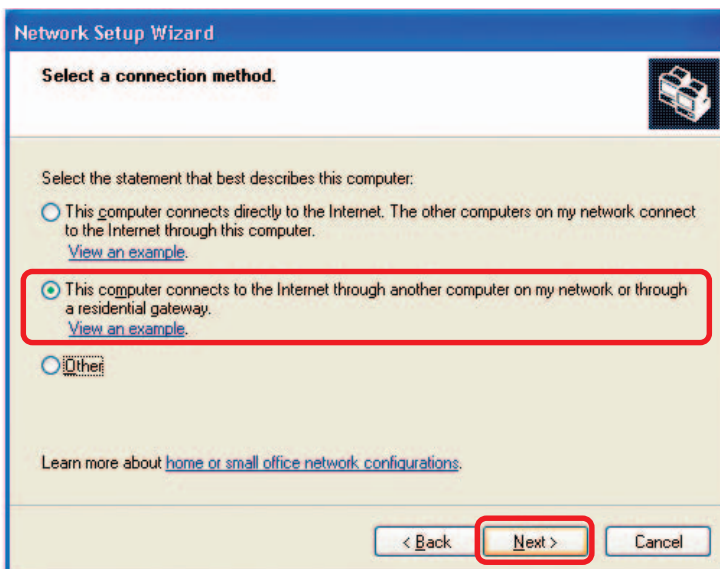 Network Setup Wizard
Select a connection method.
Select the statement that best describes this computer:
This computer connects directly to the Internet. The other computers on my network connect
to the Internet through this computer.
View an example.
This computer connects to the Internet through another computer on my network or through
a residential gateway.
View an example.
Other
Learn more about home or small office network configurations.
< Back
Next >
Cancel